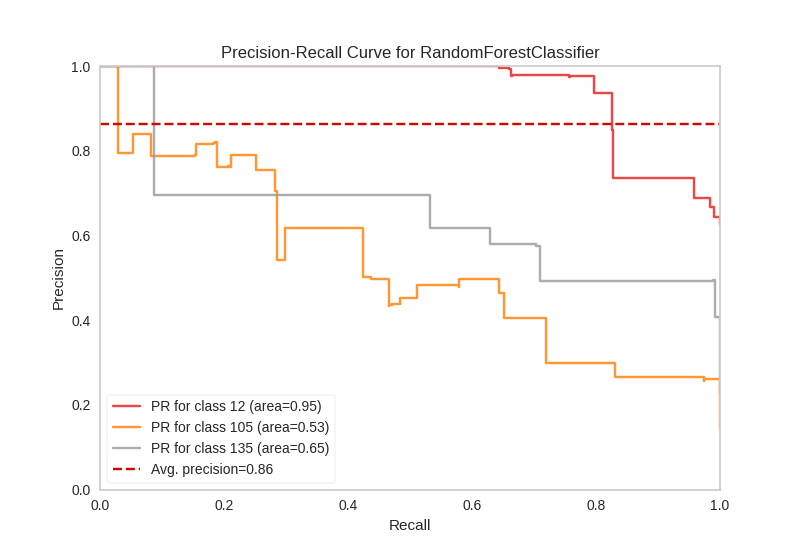 Precision-Recall Curve for RandomForestClassifier
1.0
0.8
0.6
0.4
0.2
0.0
Precision
PR for class 12 (area=0.95)
PR for class 105 (area=0.53)
PR for class 135 (area=0.65)
Avg. precision=0.86
0.0 0.2 0.4 0.6 0.8 1.0
Recall